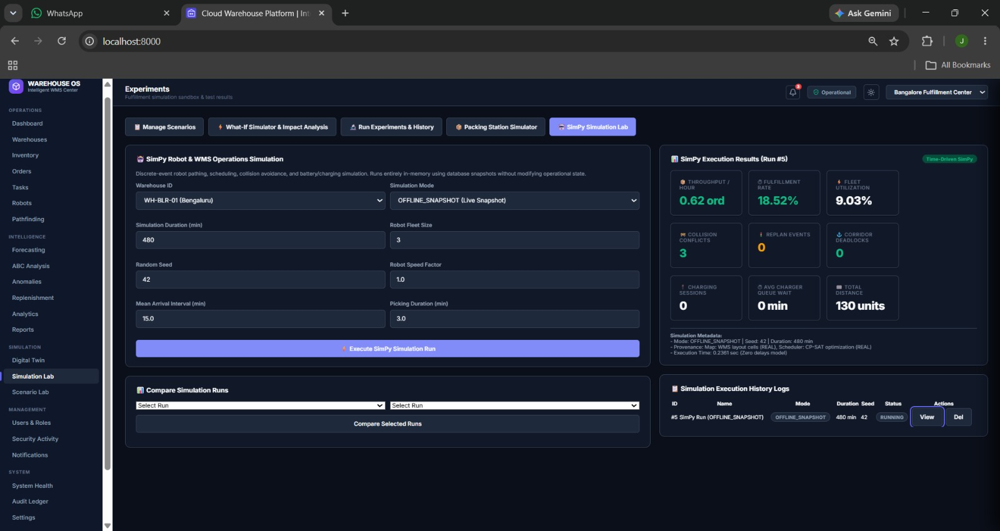 WhatsApp
Cloud Warehouse Platform | Int
Ask Gemini
localhost:8000
J
All Bookmarks
WAREHOUSE OS
Intelligent WMS Center
OPERATIONS
Dashboard
Warehouses
Inventory
Orders
Tasks
Robots
Pathfinding
INTELLIGENCE
Forecasting
ABC Analysis
Anomalies
Replenishment
Analytics
Reports
SIMULATION
Digital Twin
Simulation Lab
Scenario Lab
MANAGEMENT
Users & Roles
Security Activity
Notifications
SYSTEM
System Health
Audit Ledger
Settings
Experiments
Fulfillment simulation sandbox & test results
3
Operational
Bangalore Fulfillment Center
Manage Scenarios
What-If Simulator & Impact Analysis
Run Experiments & History
Packing Station Simulator
SimPy Simulation Lab
SimPy Robot & WMS Operations Simulation
Discrete-event robot pathing, scheduling, collision avoidance, and battery/charging simulation. Runs entirely in-memory using database snapshots without modifying operational state.
Warehouse ID
WH-BLR-01 (Bengaluru)
Simulation Mode
OFFLINE_SNAPSHOT (Live Snapshot)
Simulation Duration (min)
480
Robot Fleet Size
3
Random Seed
42
Robot Speed Factor
1.0
Mean Arrival Interval (min)
15.0
Picking Duration (min)
3.0
Execute SimPy Simulation Run
Compare Simulation Runs
Select Run
Select Run
Compare Selected Runs
SimPy Execution Results (Run #5)
Time-Driven SimPy
THROUGHPUT /
HOUR
0.62 ord
FULFILLMENT
RATE
18.52%
FLEET
UTILIZATION
9.03%
COLLISION
CONFLICTS
3
REPLAN EVENTS
0
CORRIDOR
DEADLOCKS
0
CHARGING
SESSIONS
0
AVG CHARGER
QUEUE WAIT
0 min
TOTAL
DISTANCE
130 units
Simulation Metadata:
- Mode: OFFLINE_SNAPSHOT | Seed: 42 | Duration: 480 min
- Provenance: Map: WMS layout cells (REAL), Scheduler: CP-SAT optimization (REAL)
- Execution Time: 0.2361 sec (Zero delays model)
Simulation Execution History Logs
ID Name Mode Duration Seed Status Actions
#5 SimPy Run (OFFLINE_SNAPSHOT) OFFLINE_SNAPSHOT 480 min 42 RUNNING View Del